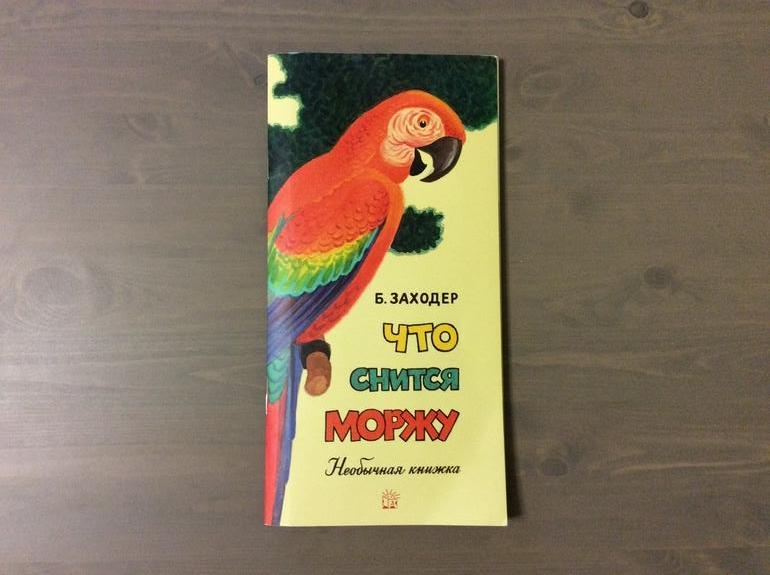 Б. ЗАХОДЕР
ЧТО
СНИТСЯ
МОРЖУ
Необычная книжка